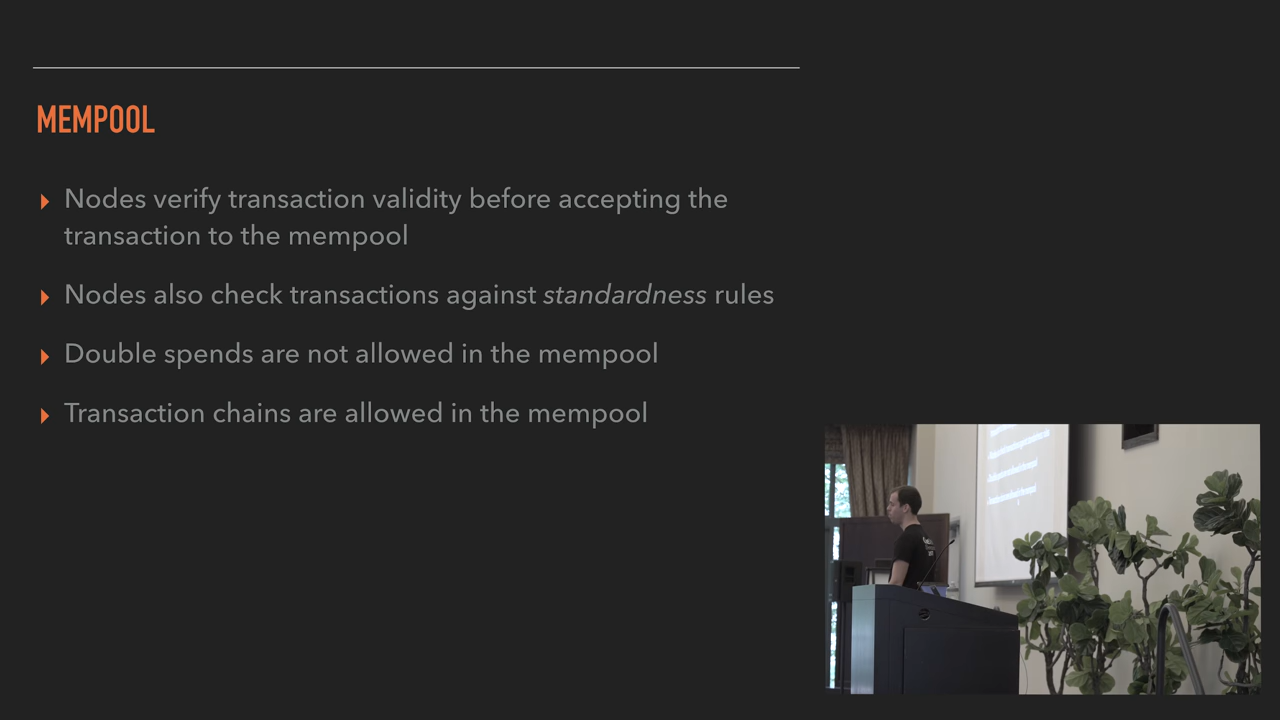 MEMPOOL
Nodes verify transaction validity before accepting the
transaction to the mempool
Nodes also check transactions against standardness rules
Double spends are not allowed in the mempool
Transaction chains are allowed in the mempool